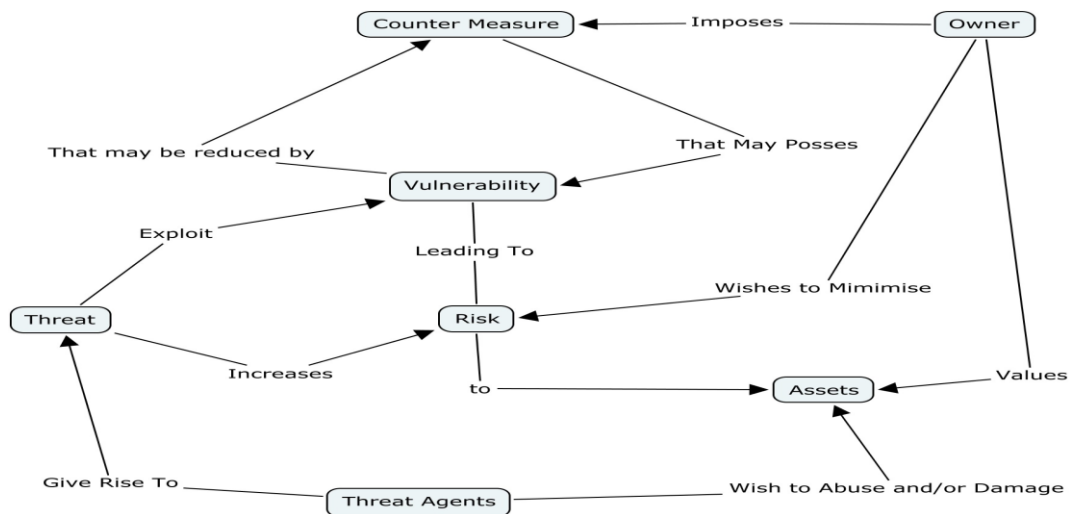 Counter Measure
Imposes
Owner
That may be reduced by
That May Posses
Vulnerability
Exploit
Leading To
Wishes to Mimimise
Threat
Risk
Increases
to
Assets
Values
Give Rise To
Threat Agents
Wish to Abuse and/or Damage